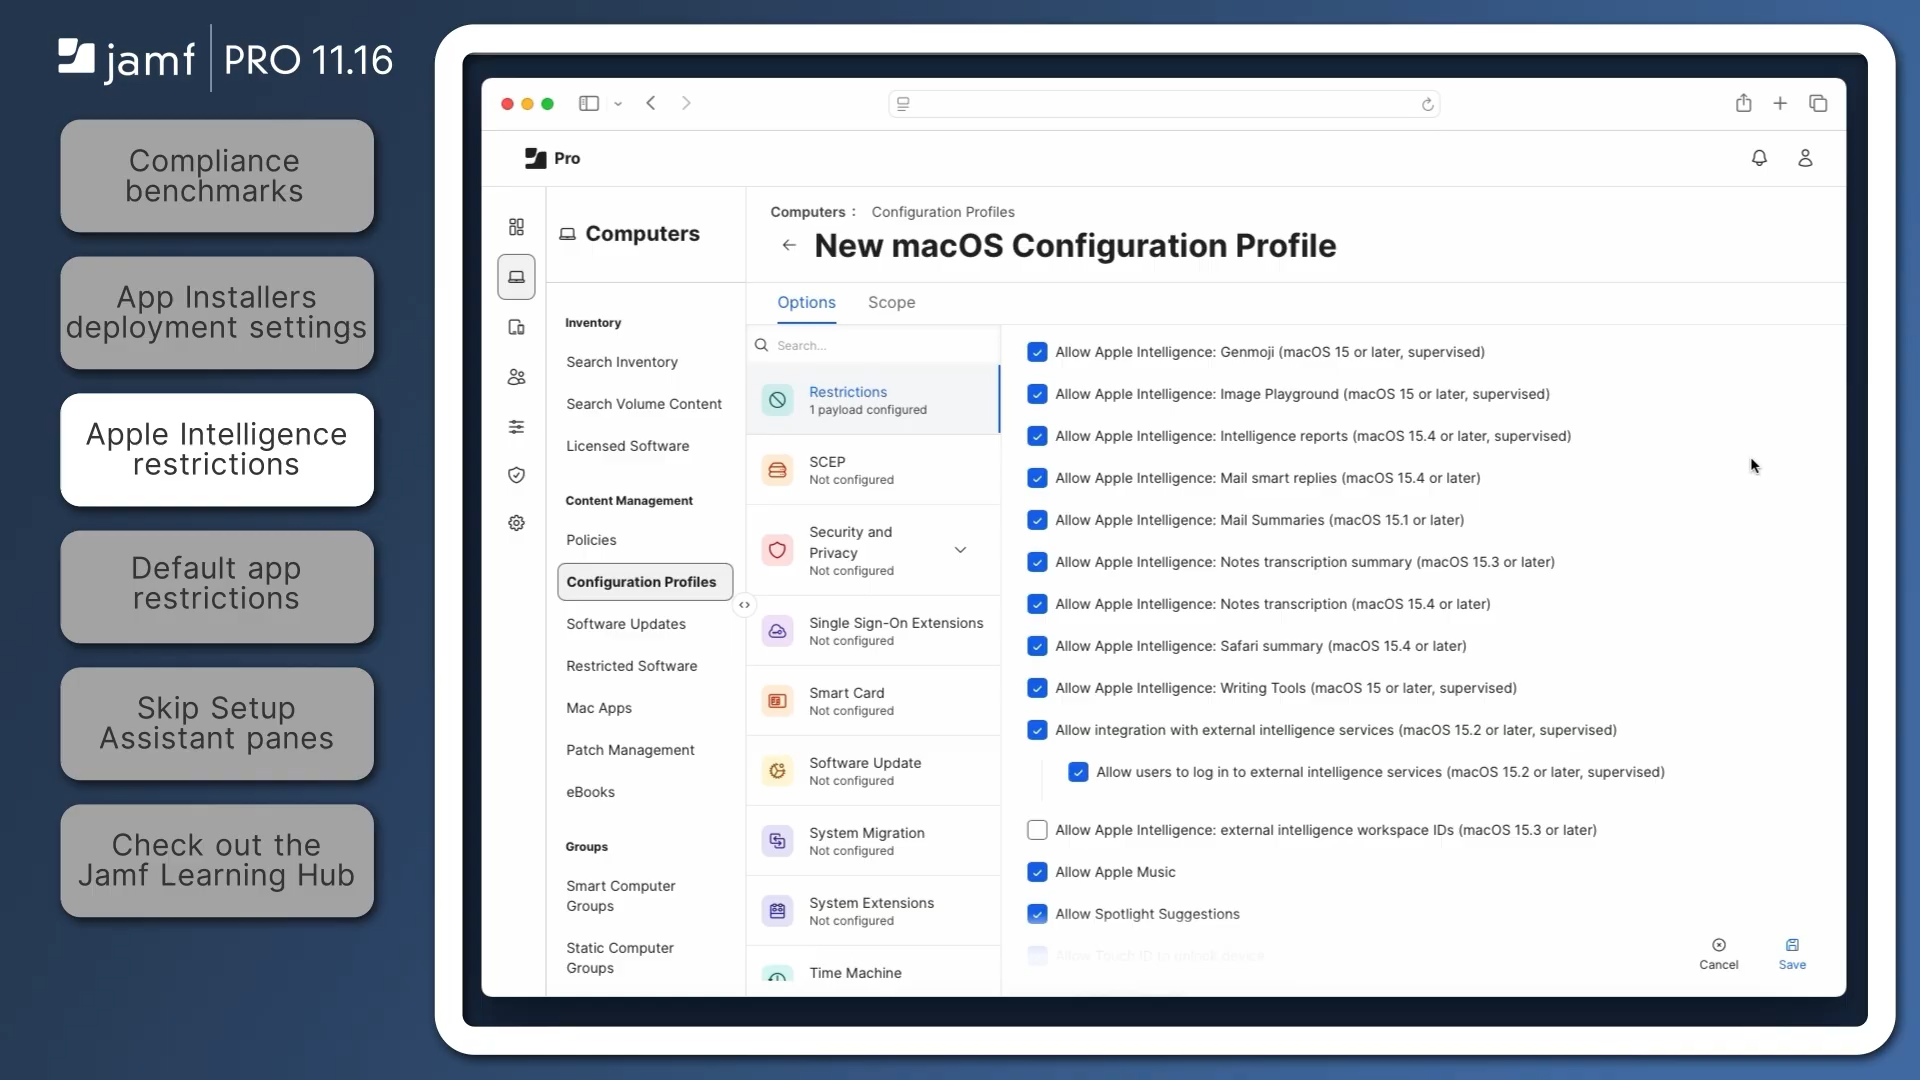 jamf | PRO 11.16
Compliance
benchmarks
App Installers
deployment settings
Apple Intelligence
restrictions
Default app
restrictions
Skip Setup
Assistant panes
Check out the
Jamf Learning Hub
Pro
Computers
Inventory
Search Inventory
Search Volume Content
Licensed Software
Content Management
Policies
Configuration Profiles
Software Updates
Restricted Software
Mac Apps
Patch Management
eBooks
Groups
Smart Computer
Groups
Static Computer
Groups
Computers : Configuration Profiles
New macOS Configuration Profile
Options Scope
Search...
Restrictions
1 payload configured
SCEP
Not configured
Security and
Privacy
Not configured
Single Sign-On Extensions
Not configured
Smart Card
Not configured
Software Update
Not configured
System Migration
Not configured
System Extensions
Not configured
Time Machine
Allow Apple Intelligence: Genmoji (macOS 15 or later, supervised)
Allow Apple Intelligence: Image Playground (macOS 15 or later, supervised)
Allow Apple Intelligence: Intelligence reports (macOS 15.4 or later, supervised)
Allow Apple Intelligence: Mail smart replies (macOS 15.4 or later)
Allow Apple Intelligence: Mail Summaries (macOS 15.1 or later)
Allow Apple Intelligence: Notes transcription summary (macOS 15.3 or later)
Allow Apple Intelligence: Notes transcription (macOS 15.4 or later)
Allow Apple Intelligence: Safari summary (macOS 15.4 or later)
Allow Apple Intelligence: Writing Tools (macOS 15 or later, supervised)
Allow integration with external intelligence services (macOS 15.2 or later, supervised)
Allow users to log in to external intelligence services (macOS 15.2 or later, supervised)
Allow Apple Intelligence: external intelligence workspace IDs (macOS 15.3 or later)
Allow Apple Music
Allow Spotlight Suggestions
Allow Touch ID to unlock device
Cancel
Save